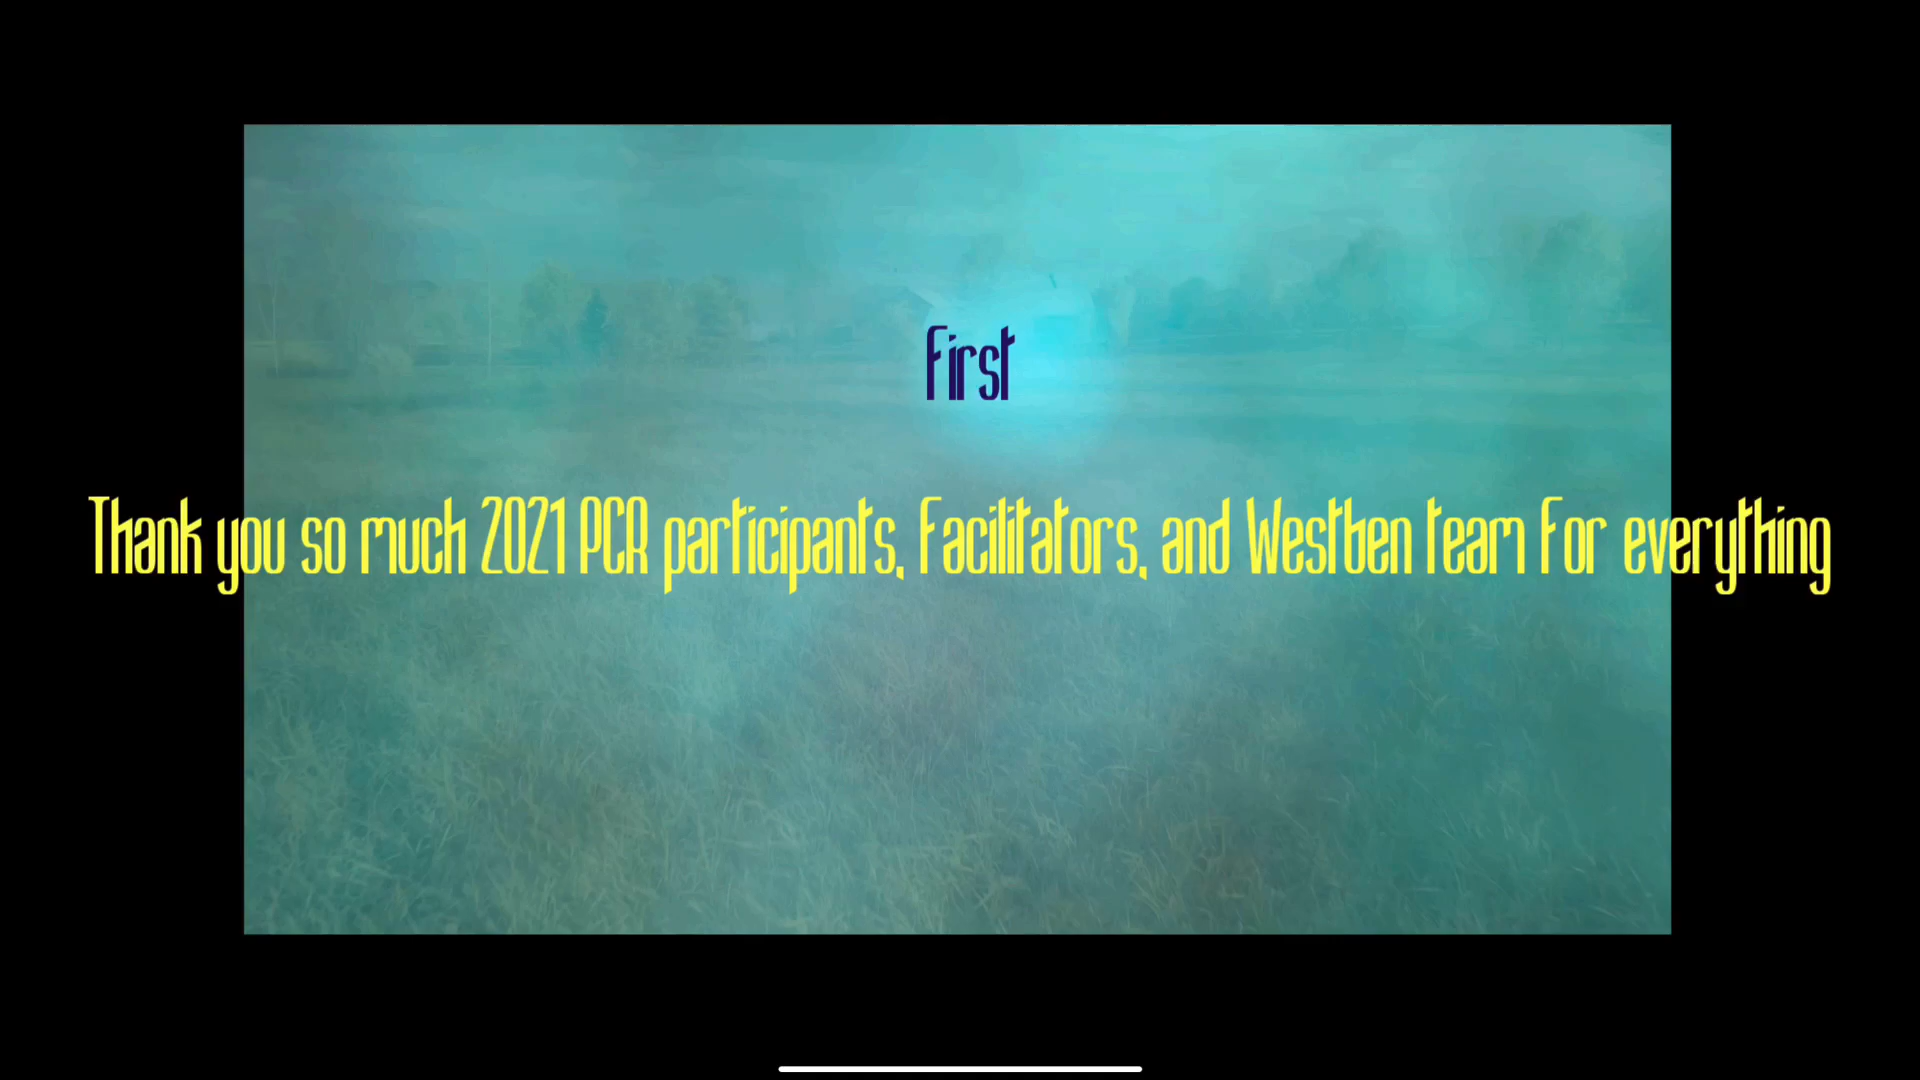 First
Thank you so much 2021 PCR participants, Facilitators, and Westben team For everything